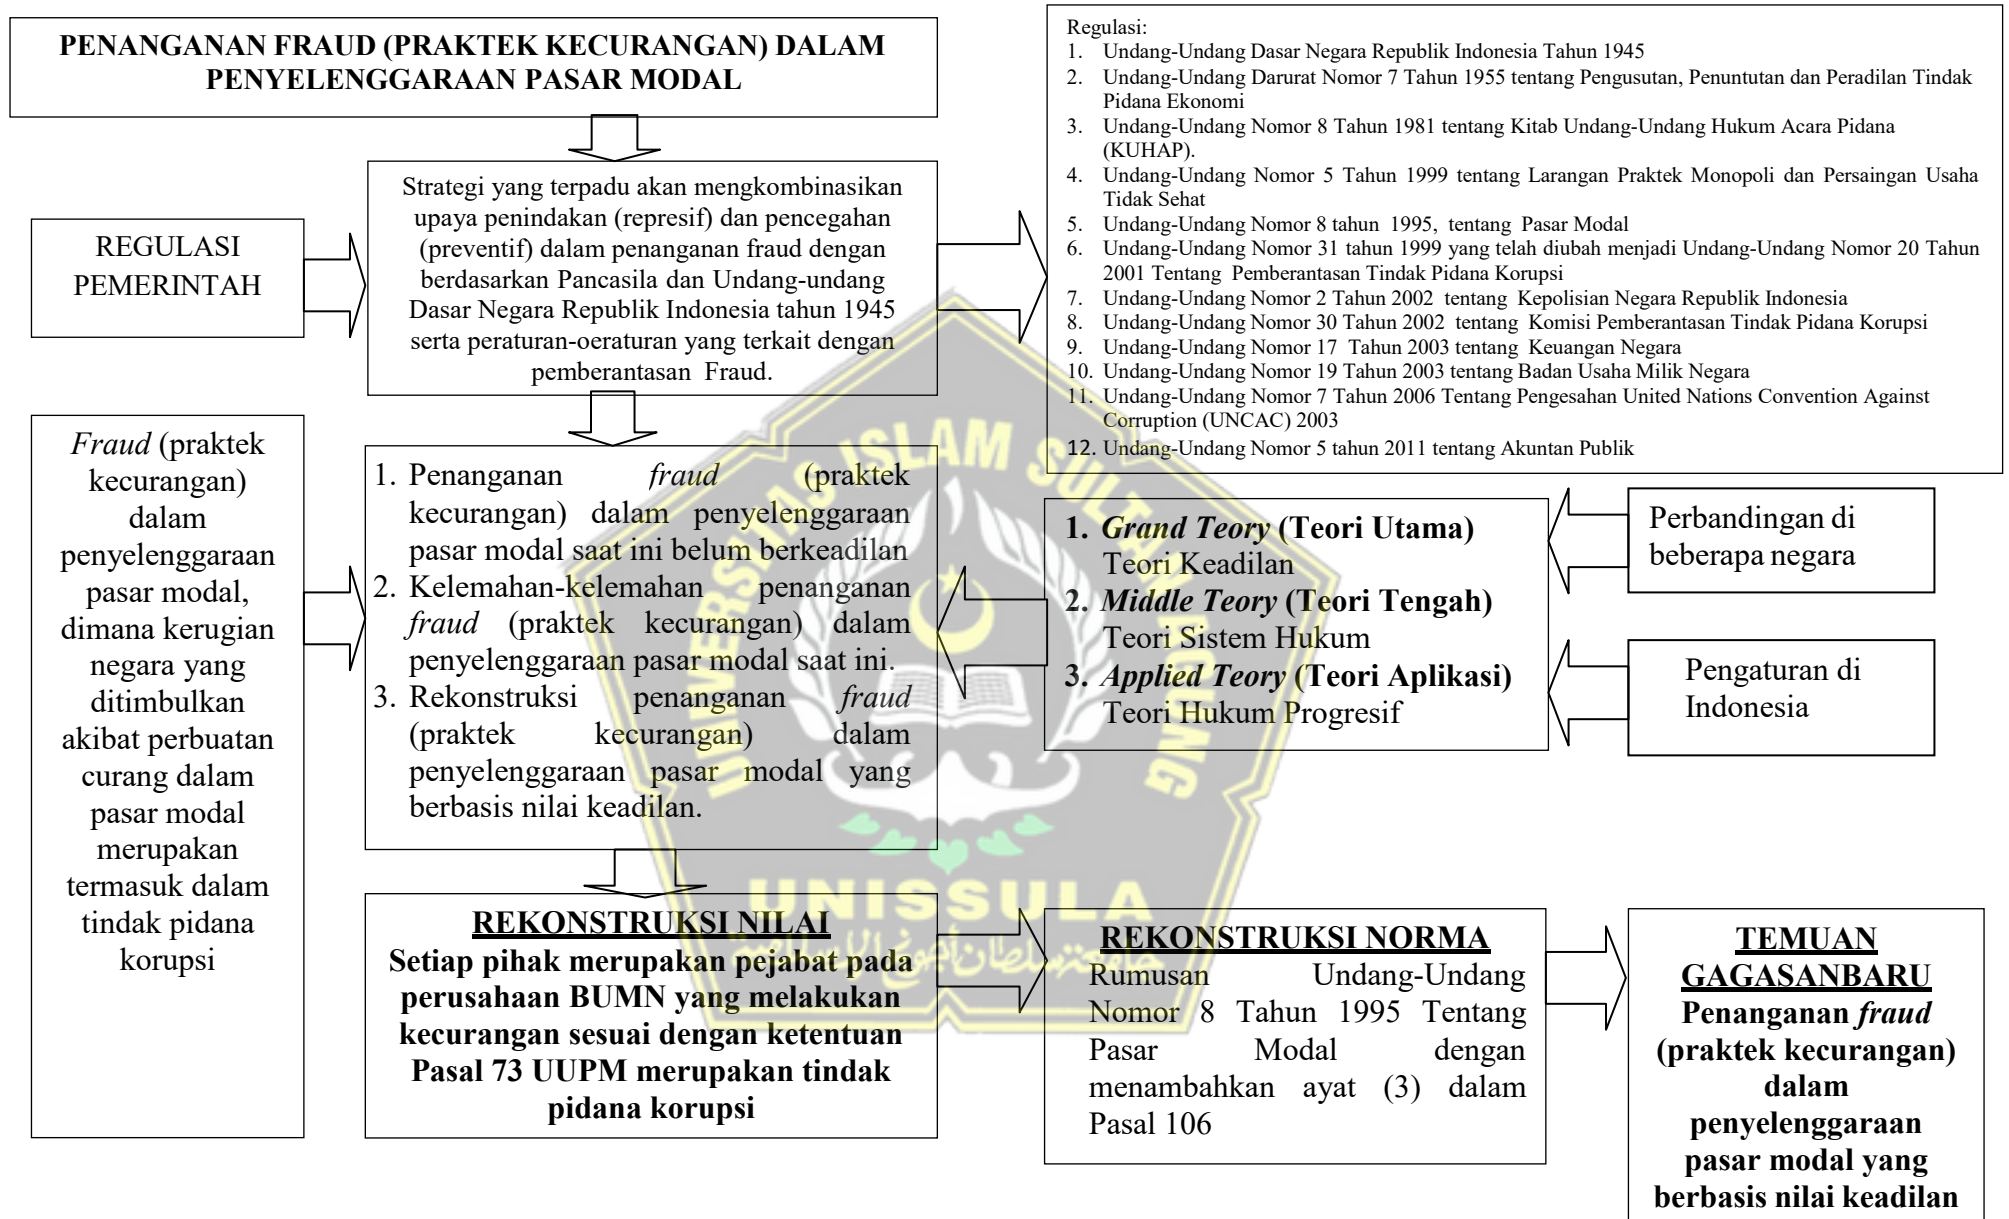 PENANGANAN FRAUD (PRAKTEK KECURANGAN) DALAM
PENYELENGGARAAN PASAR MODAL
Regulasi:
1. Undang-Undang Dasar Negara Republik Indonesia Tahun 1945
2. Undang-Undang Darurat Nomor 7 Tahun 1955 tentang Pengusutan, Penuntutan dan Peradilan Tindak
Pidana Ekonomi
3. Undang-Undang Nomor 8 Tahun 1981 tentang Kitab Undang-Undang Hukum Acara Pidana
(KUHAP).
4. Undang-Undang Nomor 5 Tahun 1999 tentang Larangan Praktek Monopoli dan Persaingan Usaha
Tidak Sehat
5. Undang-Undang Nomor 8 tahun 1995, tentang Pasar Modal
6. Undang-Undang Nomor 31 tahun 1999 yang telah diubah menjadi Undang-Undang Nomor 20 Tahun
2001 Tentang Pemberantasan Tindak Pidana Korupsi
7. Undang-Undang Nomor 2 Tahun 2002 tentang Kepolisian Negara Republik Indonesia
8. Undang-Undang Nomor 30 Tahun 2002 tentang Komisi Pemberantasan Tindak Pidana Korupsi
9. Undang-Undang Nomor 17 Tahun 2003 tentang Keuangan Negara
10. Undang-Undang Nomor 19 Tahun 2003 tentang Badan Usaha Milik Negara
11. Undang-Undang Nomor 7 Tahun 2006 Tentang Pengesahan United Nations Convention Against
Corruption (UNCAC) 2003
12. Undang-Undang Nomor 5 tahun 2011 tentang Akuntan Publik
REGULASI
PEMERINTAH
Strategi yang terpadu akan mengkombinasikan
upaya penindakan (represif) dan pencegahan
(preventif) dalam penanganan fraud dengan
berdasarkan Pancasila dan Undang-undang
Dasar Negara Republik Indonesia tahun 1945
serta peraturan-oeraturan yang terkait dengan
pemberantasan Fraud.
Fraud (praktek
kecurangan)
dalam
penyelenggaraan
pasar modal,
dimana kerugian
negara yang
ditimbulkan
akibat perbuatan
curang dalam
pasar modal
merupakan
termasuk dalam
tindak pidana
korupsi
1. Penanganan fraud (praktek
kecurangan) dalam penyelenggaraan
pasar modal saat ini belum berkeadilan
2. Kelemahan-kelemahan penanganan
fraud (praktek kecurangan) dalam
penyelenggaraan pasar modal saat ini.
3. Rekonstruksi penanganan fraud
(praktek kecurangan) dalam
penyelenggaraan pasar modal yang
berbasis nilai keadilan.
1. Grand Teory (Teori Utama)
Teori Keadilan
2. Middle Teory (Teori Tengah)
Teori Sistem Hukum
3. Applied Teory (Teori Aplikasi)
Teori Hukum Progresif
Perbandingan di
beberapa negara
Pengaturan di
Indonesia
REKONSTRUKSI NILAI
Setiap pihak merupakan pejabat pada
perusahaan BUMN yang melakukan
kecurangan sesuai dengan ketentuan
Pasal 73 UUPM merupakan tindak
pidana korupsi
REKONSTRUKSI NORMA
Rumusan Undang-Undang
Nomor 8 Tahun 1995 Tentang
Pasar Modal dengan
menambahkan ayat (3) dalam
Pasal 106
TEMUAN
GAGASANBARU
Penanganan fraud
(praktek kecurangan)
dalam
penyelenggaraan
pasar modal yang
berbasis nilai keadilan
UNIVERSITAS ISLAM SULTAN AGUNG
UNISSULA